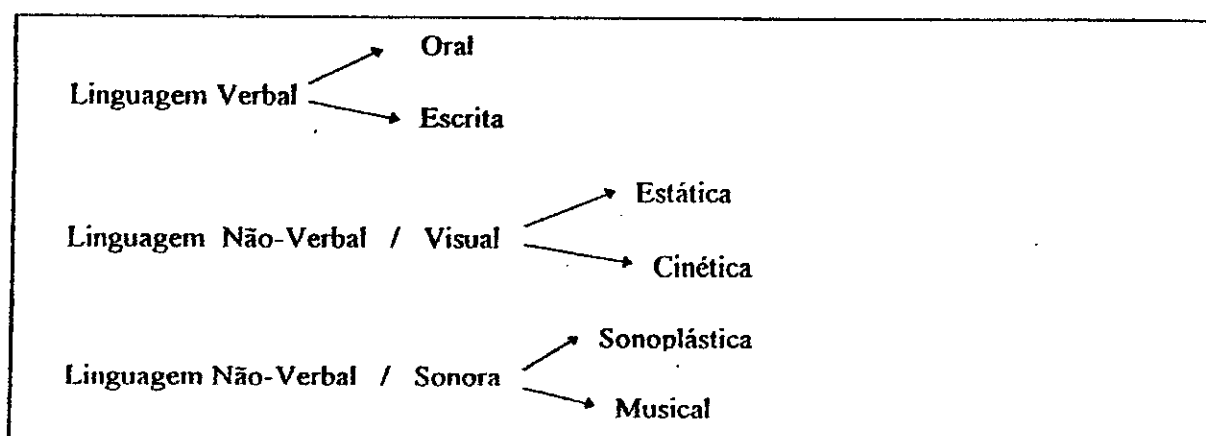 Oral
Linguagem Verbal
Escrita
Estática
Linguagem Não-Verbal / Visual
Cinética
Sonoplástica
Linguagem Não-Verbal / Sonora
Musical